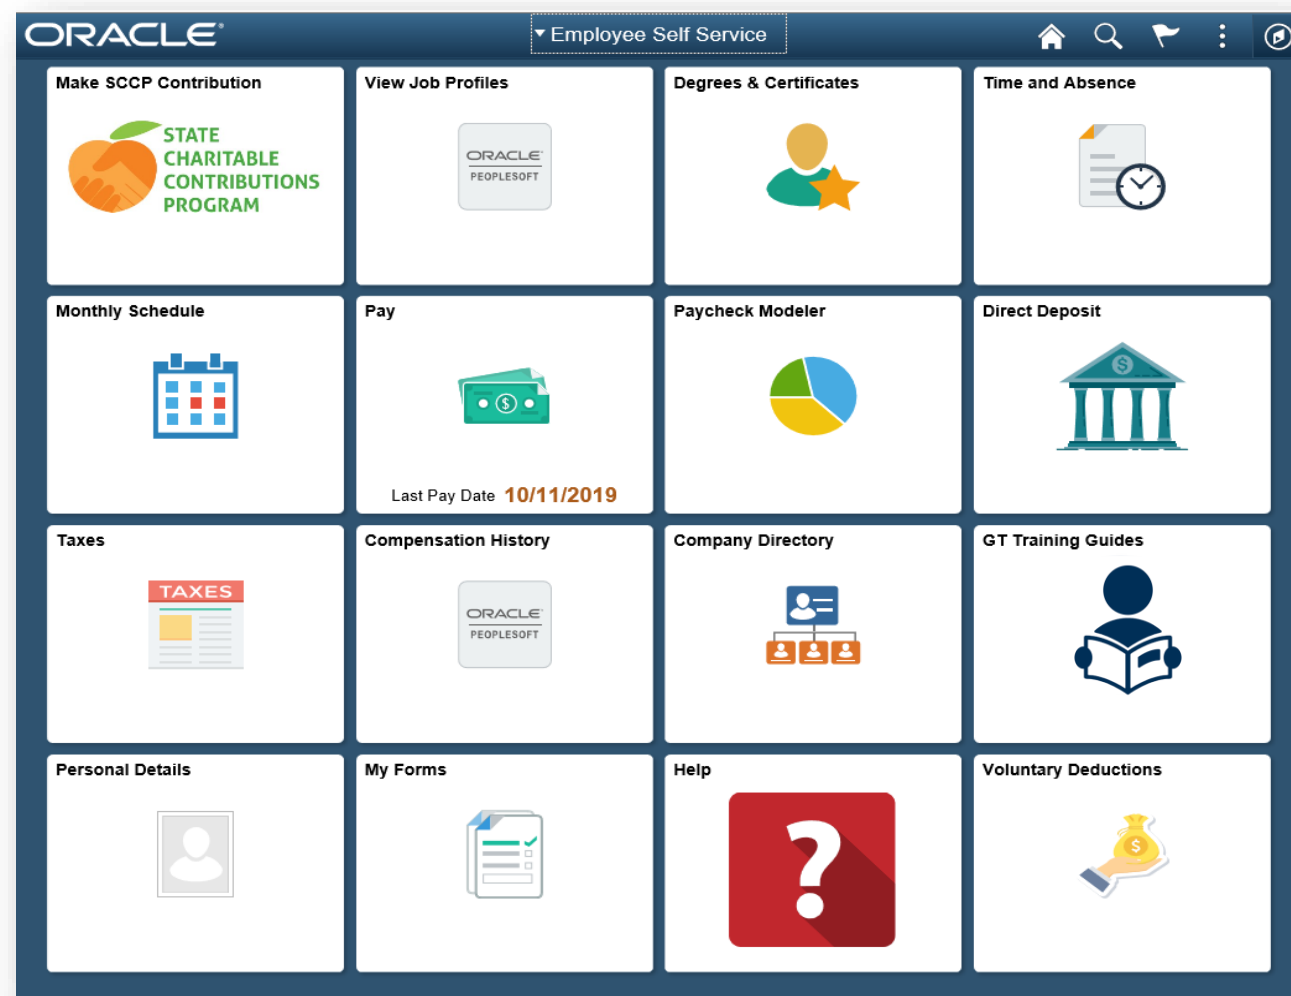 ORACLE
Employee Self Service
Make SCCP Contribution
STATE
CHARITABLE
CONTRIBUTIONS
PROGRAM
View Job Profiles
ORACLE
PEOPLESOFT
Degrees & Certificates
Time and Absence
Monthly Schedule
Pay
Last Pay Date 10/11/2019
Paycheck Modeler
Direct Deposit
Taxes
TAXES
Compensation History
ORACLE
PEOPLESOFT
Company Directory
GT Training Guides
Personal Details
My Forms
Help
?
Voluntary Deductions